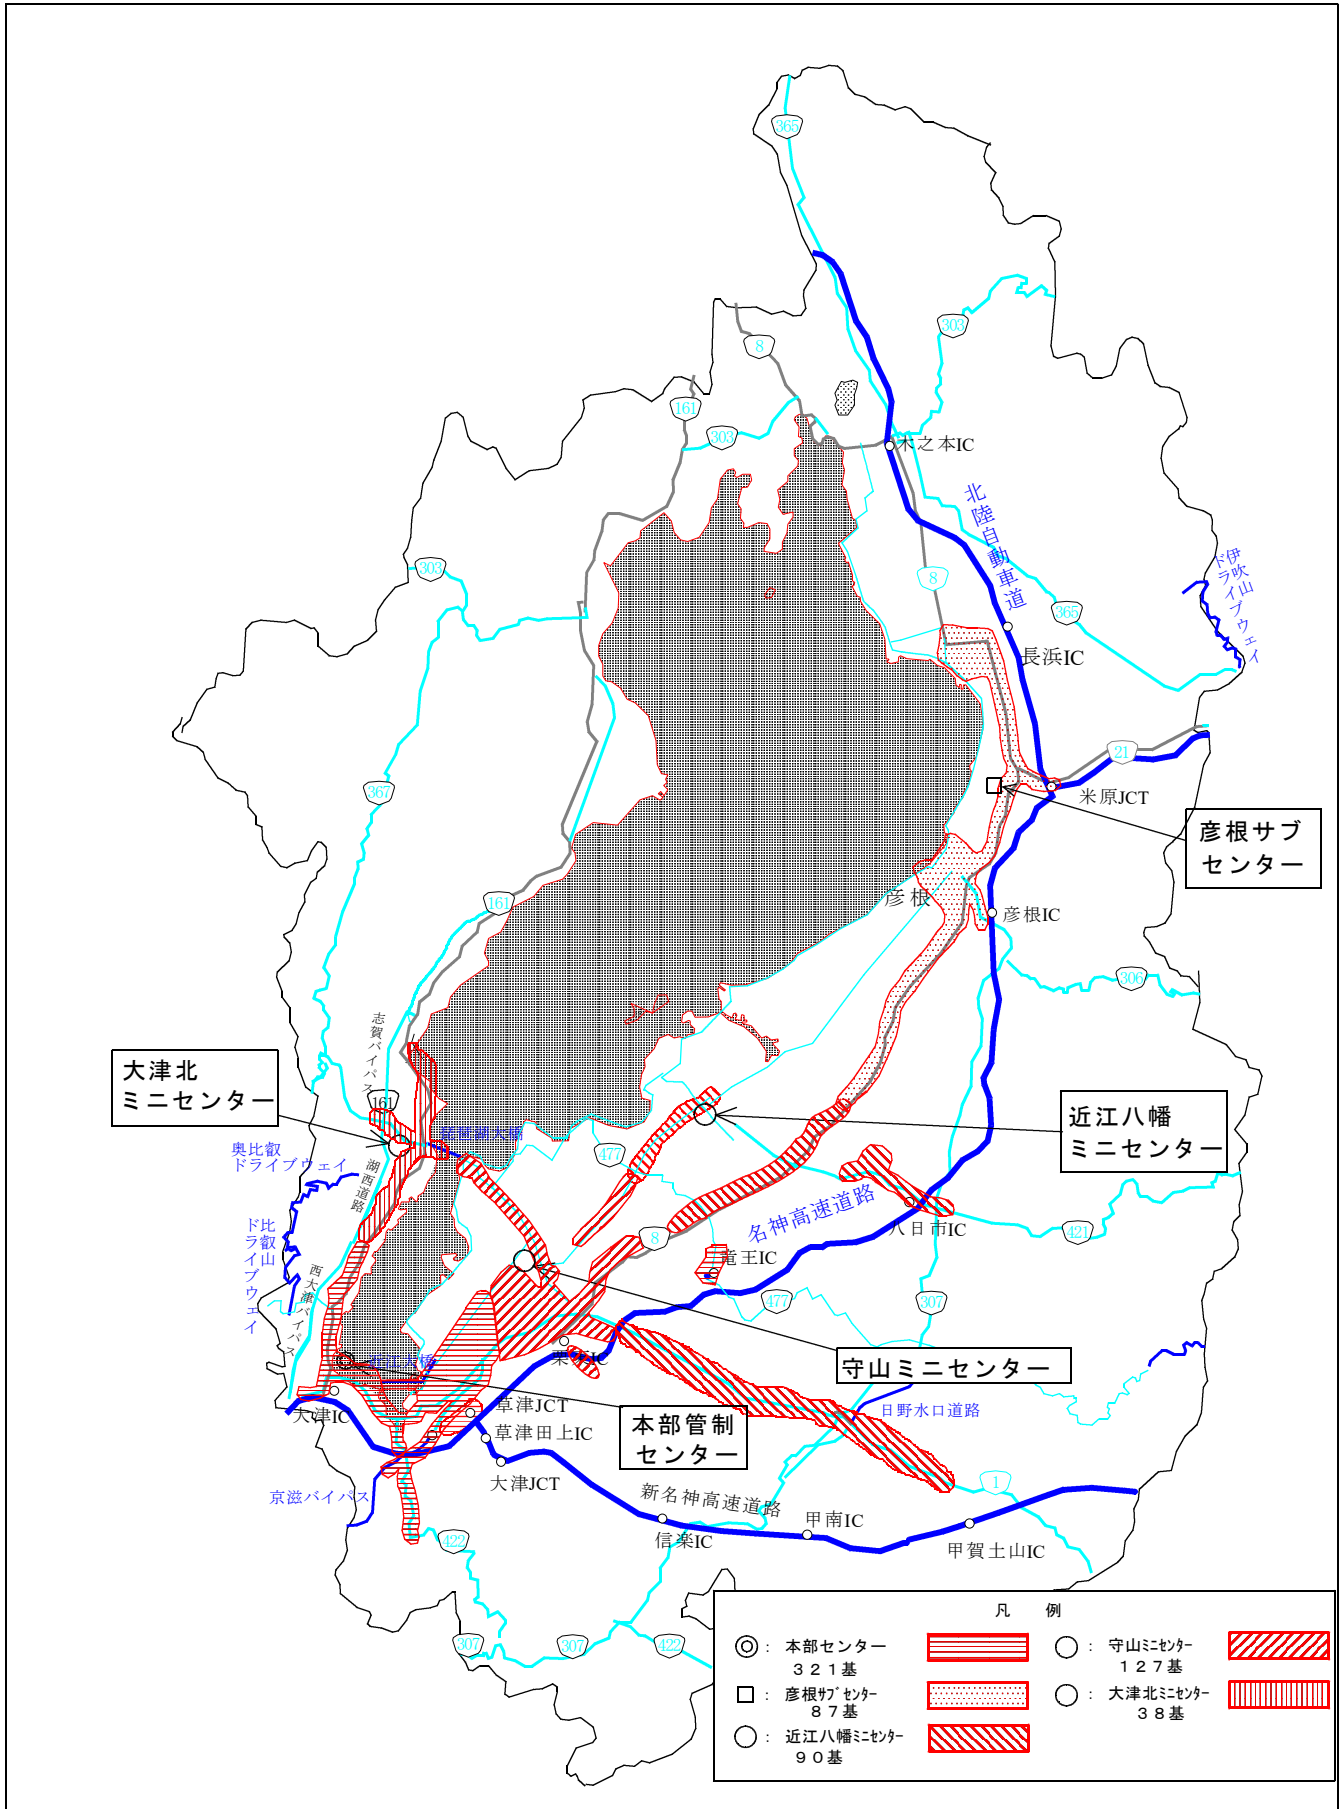 365
303
8
161
303
木之本IC
北陸自動車道
303
8
365
伊吹山
ドライブウェイ
長浜IC
21
367
米原JCT
彦根サブ
センター
161
彦根
彦根IC
306
志賀バイパス
大津北
ミニセンター
161
近江八幡
ミニセンター
奥比叡
ドライブウェイ
湖西道路
477
名神高速道路
八日市IC
421
比叡山
ドライブウェイ
8
竜王IC
西大津バイパス
477
307
近江大橋
守山ミニセンター
大津IC
草津JCT
本部管制
センター
日野水口道路
草津田上IC
大津JCT
京滋バイパス
新名神高速道路
1
信楽IC
甲南IC
甲賀土山IC
422
307
307
422
凡 例
◎： 本部センター
321基
□： 彦根サブセンター
87基
○： 近江八幡ミニセンター
90基
○： 守山ミニセンター
127基
○： 大津北ミニセンター
38基